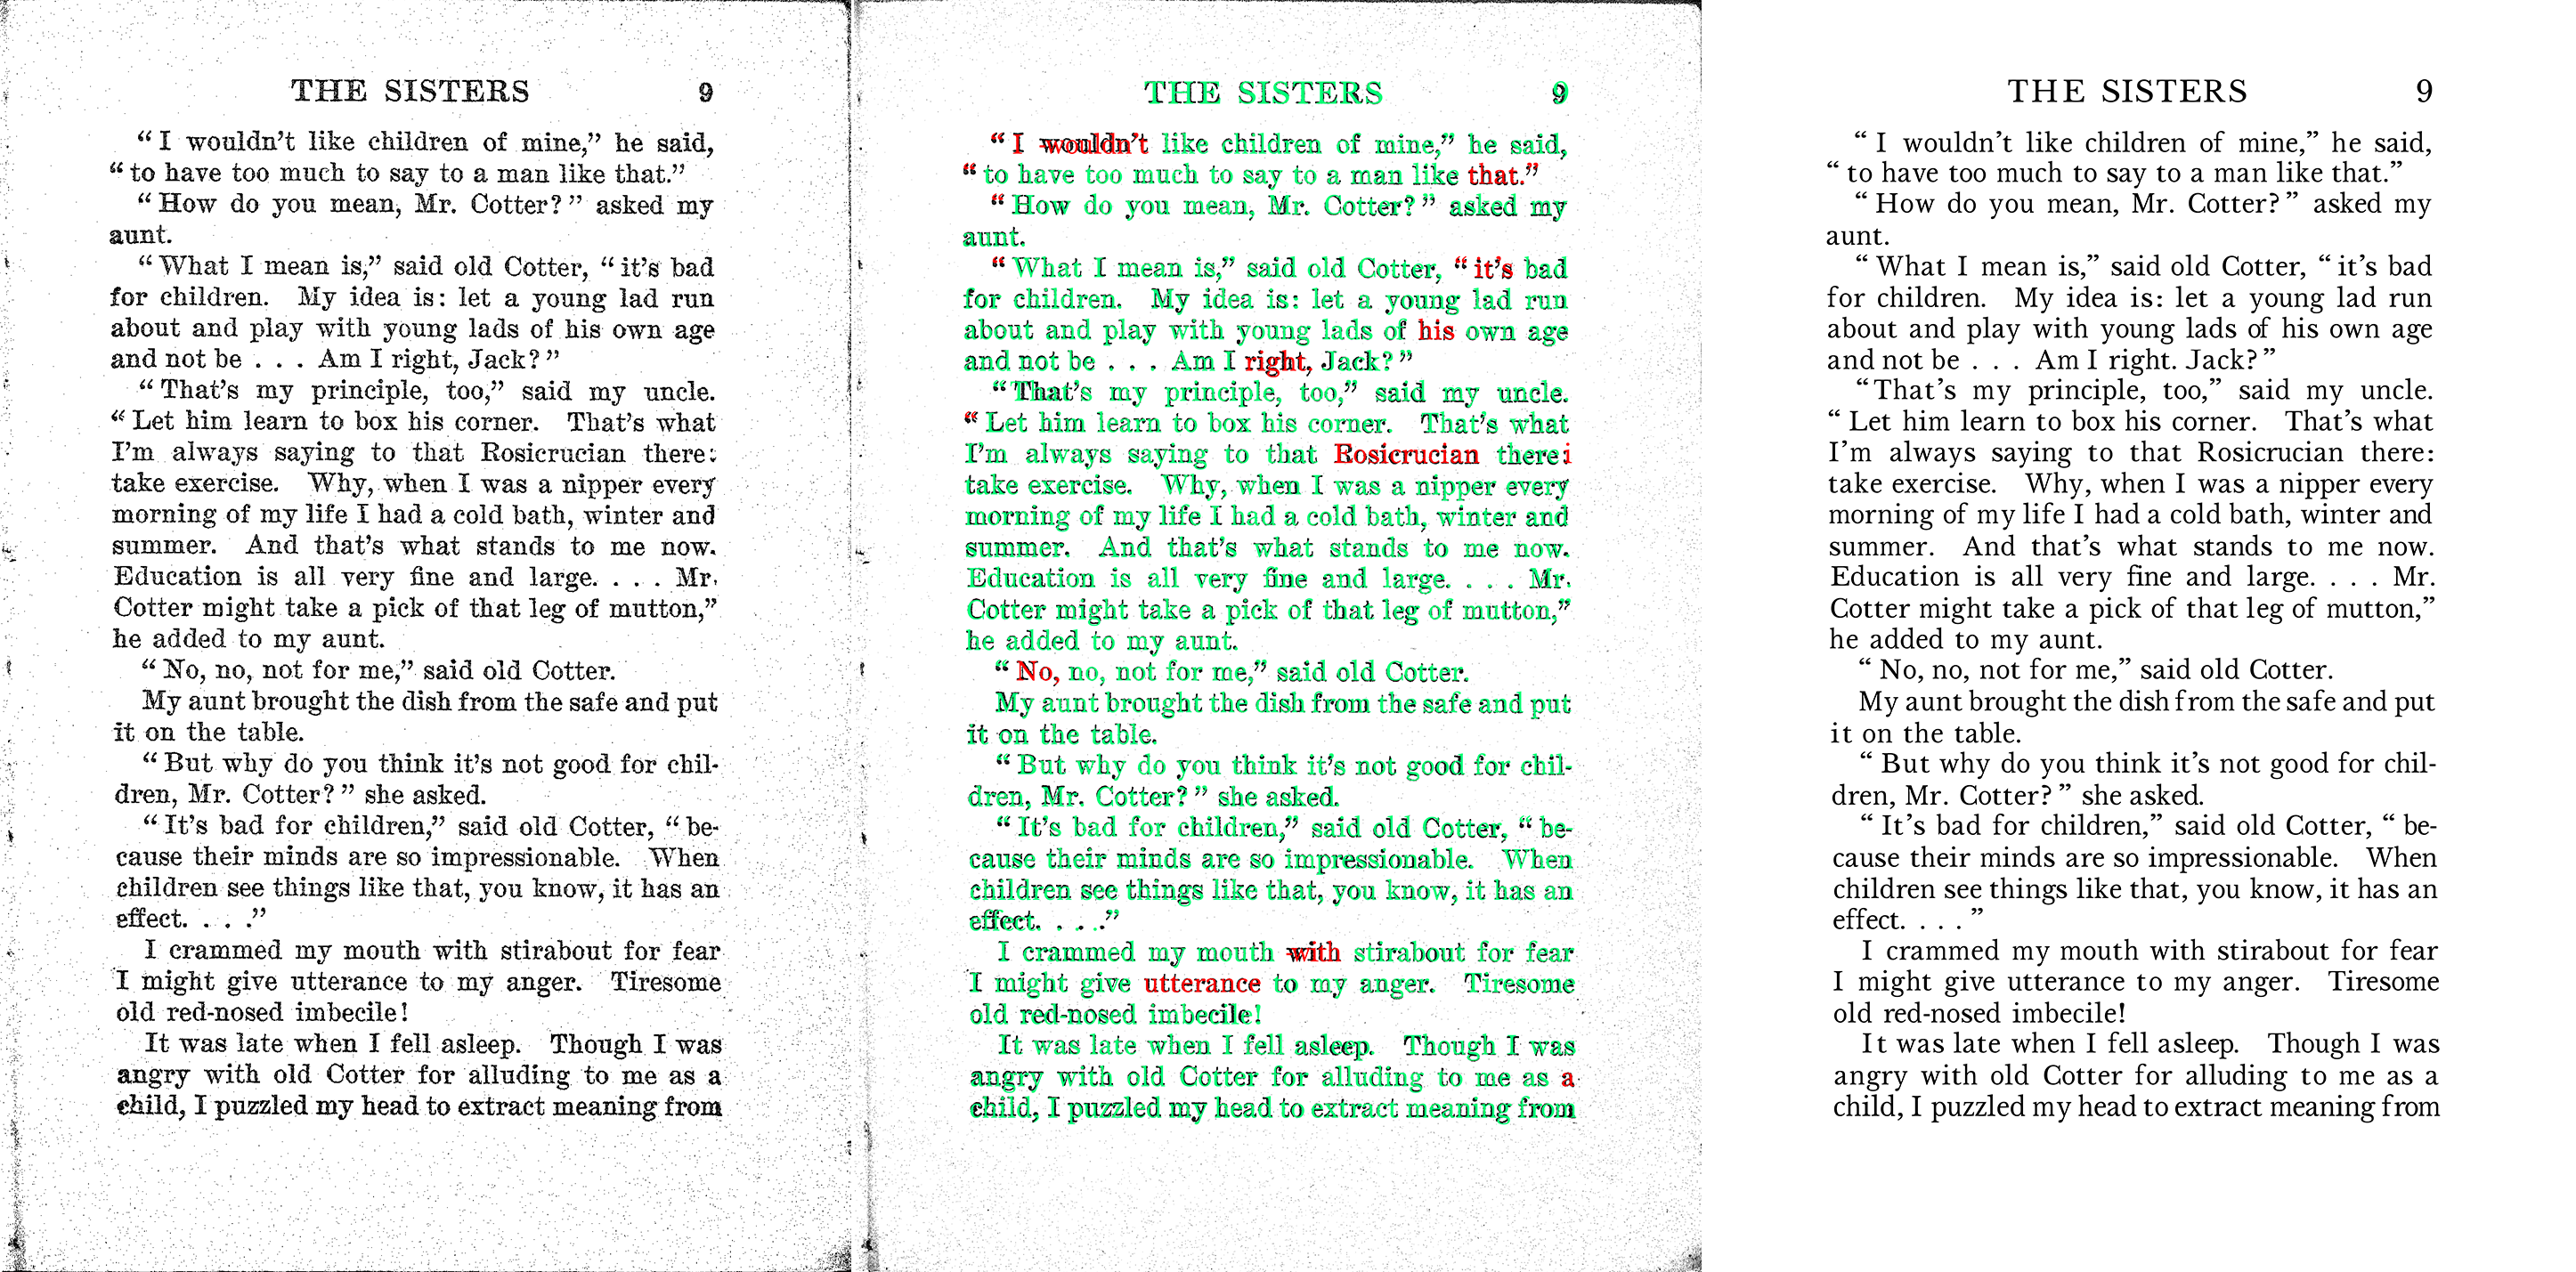 THE SISTERS 9
“I wouldn’t like children of mine,” he said,
“to have too much to say to a man like that.”
“How do you mean, Mr. Cotter?” asked my
aunt.
“What I mean is,” said old Cotter, “it’s bad
for children. My idea is: let a young lad run
about and play with young lads of his own age
and not be . . . Am I right, Jack?”
“That’s my principle, too,” said my uncle.
“Let him learn to box his corner. That’s what
I’m always saying to that Rosicrucian there:
take exercise. Why, when I was a nipper every
morning of my life I had a cold bath, winter and
summer. And that’s what stands to me now.
Education is all very fine and large. . . . Mr.
Cotter might take a pick of that leg of mutton,”
he added to my aunt.
“No, no, not for me,” said old Cotter.
My aunt brought the dish from the safe and put
it on the table.
“But why do you think it’s not good for chil-
dren, Mr. Cotter?” she asked.
“It’s bad for children,” said old Cotter, “be-
cause their minds are so impressionable. When
children see things like that, you know, it has an
effect. . . .”
I crammed my mouth with stirabout for fear
I might give utterance to my anger. Tiresome
old red-nosed imbecile!
It was late when I fell asleep. Though I was
angry with old Cotter for alluding to me as a
child, I puzzled my head to extract meaning from
THE SISTERS 9
“I wouldn’t like children of mine,” he said,
“to have too much to say to a man like that.”
“How do you mean, Mr. Cotter?” asked my
aunt.
“What I mean is,” said old Cotter, “it’s bad
for children. My idea is: let a young lad run
about and play with young lads of his own age
and not be . . . Am I right, Jack?”
“That’s my principle, too,” said my uncle.
“Let him learn to box his corner. That’s what
I’m always saying to that Rosicrucian therei
take exercise. Why, when I was a nipper every
morning of my life I had a cold bath, winter and
summer. And that’s what stands to me now.
Education is all very fine and large. . . . Mr.
Cotter might take a pick of that leg of mutton,”
he added to my aunt.
“No, no, not for me,” said old Cotter.
My aunt brought the dish from the safe and put
it on the table.
“But why do you think it’s not good for chil-
dren, Mr. Cotter?” she asked.
“It’s bad for children,” said old Cotter, “be-
cause their minds are so impressionable. When
children see things like that, you know, it has an
effect. . . .”
I crammed my mouth with stirabout for fear
I might give utterance to my anger. Tiresome
old red-nosed imbecile!
It was late when I fell asleep. Though I was
angry with old Cotter for alluding to me as a
child, I puzzled my head to extract meaning from
THE SISTERS 9
“I wouldn’t like children of mine,” he said,
“to have too much to say to a man like that.”
“How do you mean, Mr. Cotter?” asked my
aunt.
“What I mean is,” said old Cotter, “it’s bad
for children. My idea is: let a young lad run
about and play with young lads of his own age
and not be . . . Am I right. Jack?”
“That’s my principle, too,” said my uncle.
“Let him learn to box his corner. That’s what
I’m always saying to that Rosicrucian there:
take exercise. Why, when I was a nipper every
morning of my life I had a cold bath, winter and
summer. And that’s what stands to me now.
Education is all very fine and large. . . . Mr.
Cotter might take a pick of that leg of mutton,”
he added to my aunt.
“No, no, not for me,” said old Cotter.
My aunt brought the dish from the safe and put
it on the table.
“But why do you think it’s not good for chil-
dren, Mr. Cotter?” she asked.
“It’s bad for children,” said old Cotter, “be-
cause their minds are so impressionable. When
children see things like that, you know, it has an
effect. . . .”
I crammed my mouth with stirabout for fear
I might give utterance to my anger. Tiresome
old red-nosed imbecile!
It was late when I fell asleep. Though I was
angry with old Cotter for alluding to me as a
child, I puzzled my head to extract meaning from